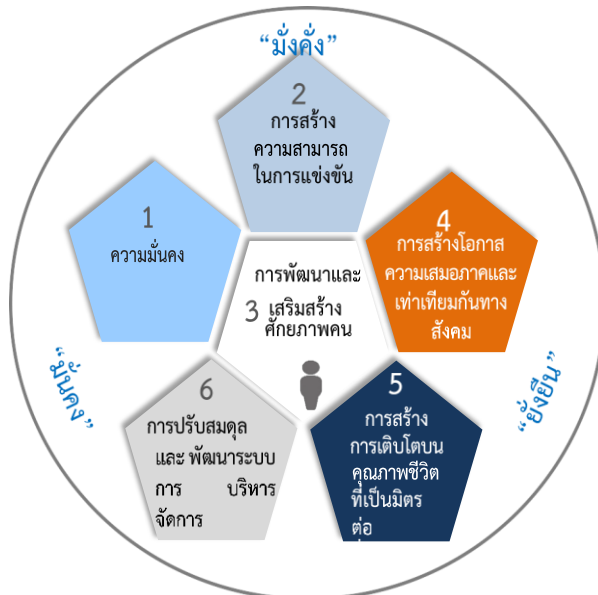 “มั่งคั่ง”
2
การสร้าง
ความสามารถ
ในการแข่งขัน
1
ความมั่นคง
4
การสร้างโอกาส
ความเสมอภาคและ
เท่าเทียมกันทาง
สังคม
การพัฒนาและ
3 เสริมสร้าง
ศักยภาพคน
“มั่นคง”
“ยั่งยืน”
6
การปรับสมดุล
และ พัฒนาระบบ
การ บริหาร
จัดการ
5
การสร้าง
การเติบโตบน
คุณภาพชีวิต
ที่เป็นมิตร
ต่อ